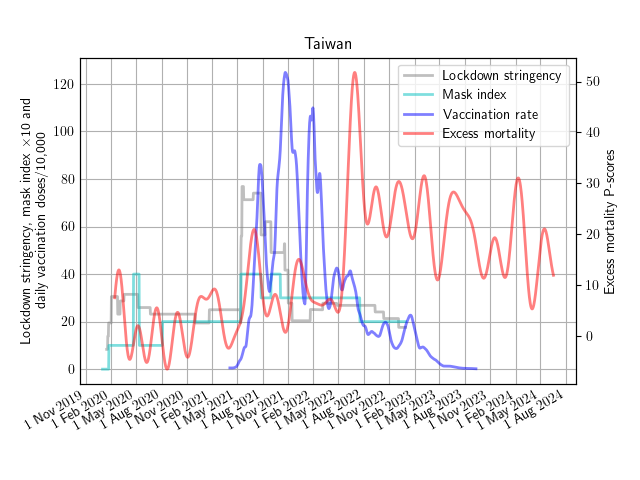 Taiwan
Lockdown stringency
Mask index
Vaccination rate
Excess mortality
Lockdown stringency, mask index ×10 and
daily vaccination doses/10,000
120
100
80
60
40
20
0
50
40
30
20
10
0
Excess mortality P-scores
1 Nov 2019
1 Feb 2020
1 May 2020
1 Aug 2020
1 Nov 2020
1 Feb 2021
1 May 2021
1 Aug 2021
1 Nov 2021
1 Feb 2022
1 May 2022
1 Aug 2022
1 Nov 2022
1 Feb 2023
1 May 2023
1 Aug 2023
1 Nov 2023
1 Feb 2024
1 May 2024
1 Aug 2024